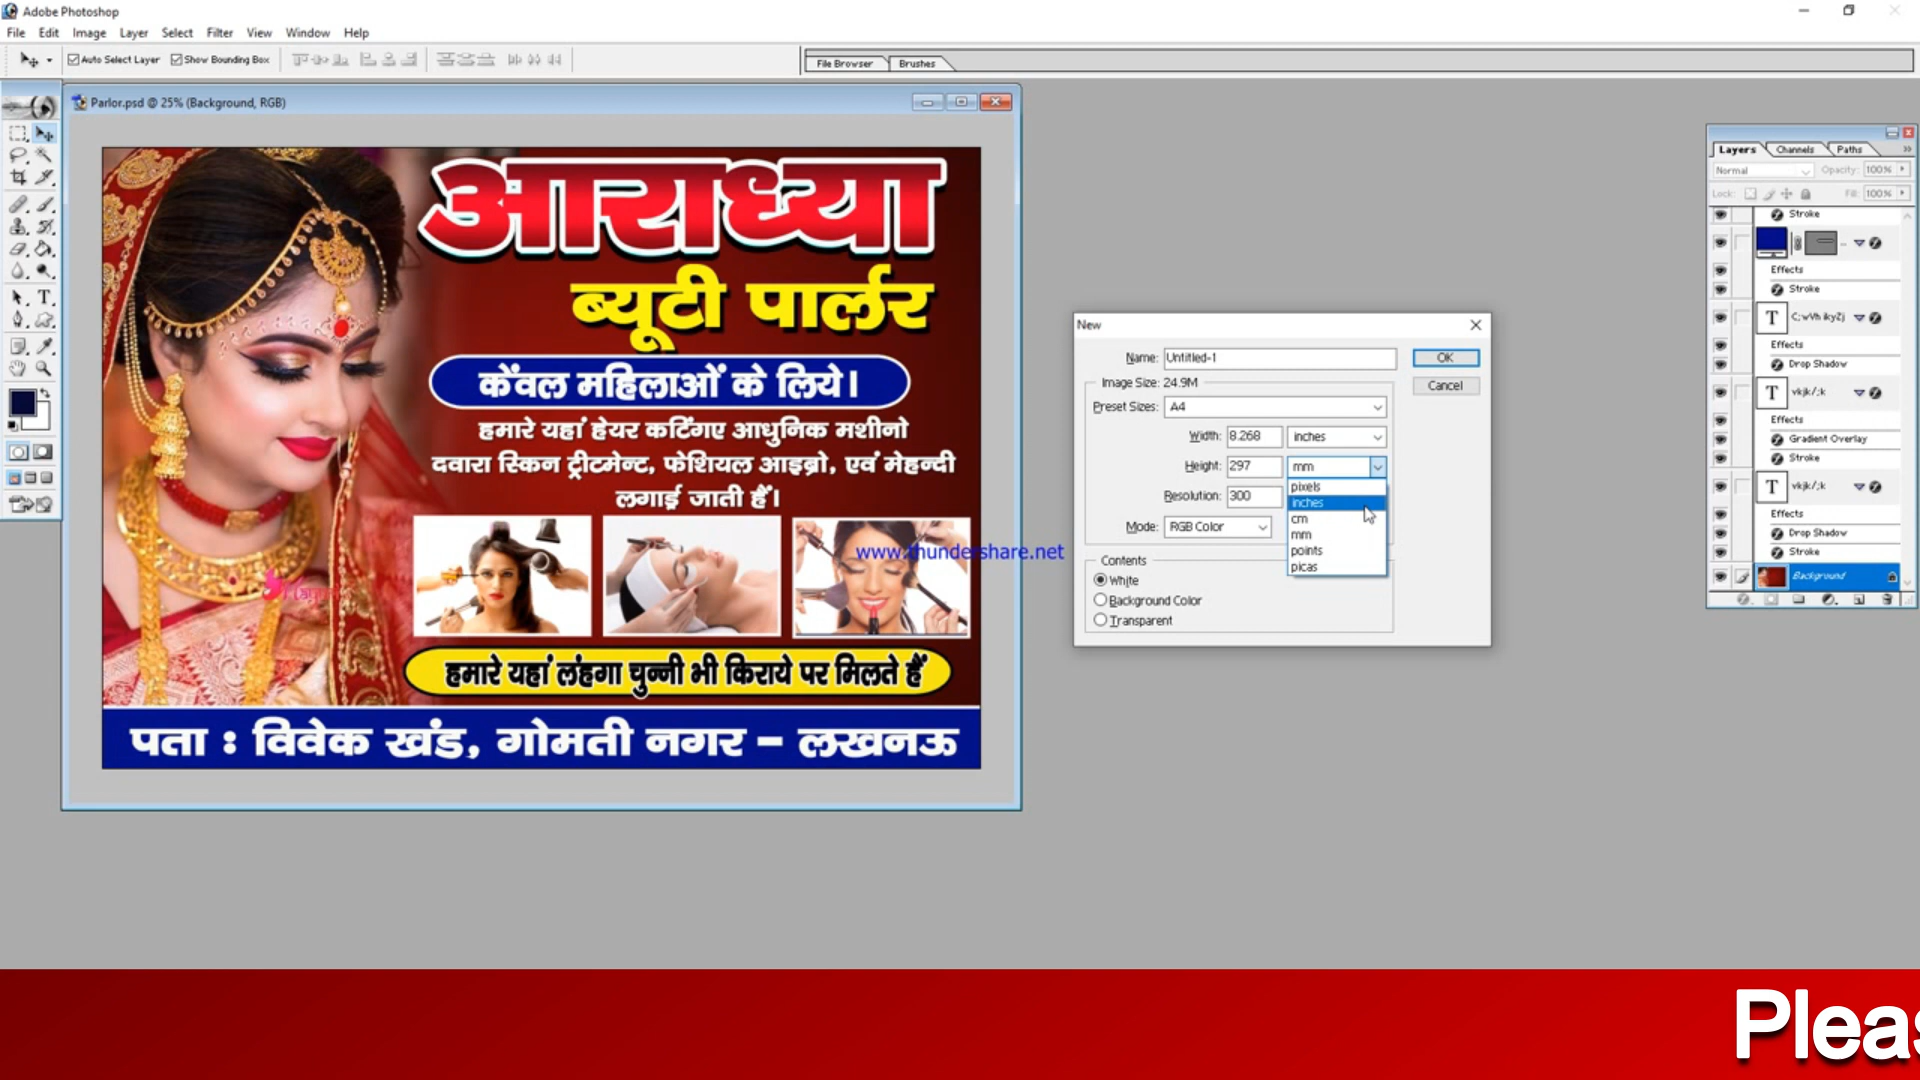 Adobe Photoshop
File Edit Image Layer Select Filter View Window Help
Auto Select Layer Show Bounding Box
File Browser Brushes
Parlor.psd @ 25% (Background, RGB)
आराध्या
ब्यूटी पार्लर
केंवल महिलाओं के लिये।
हमारे यहां हेयर कटिंगए आधुनिक मशीनो
दवारा स्किन ट्रीटमेन्ट, फेशियल आइब्रो, एवं मेहन्दी
लगाई जाती हैं।
www.thundershare.net
हमारे यहां लंहगा चुन्नी भी किराये पर मिलते हैं
पता : विवेक खंड, गोमती नगर – लखनऊ
New
Name: Untitled-1
OK
Image Size: 24.9M
Cancel
Preset Sizes: A4
Width: 8.268 inches
Height: 297 mm
Resolution: 300
pixels
inches
cm
mm
points
picas
Mode: RGB Color
Contents
White
Background Color
Transparent
Layers Channels Paths
Normal Opacity: 100%
Lock: Fill: 100%
Stroke
Effects
Stroke
T C;wVh ikyZj
Effects
Drop Shadow
T vkjk/;k
Effects
Gradient Overlay
Stroke
T vkjk/;k
Effects
Drop Shadow
Stroke
Background
Pleas